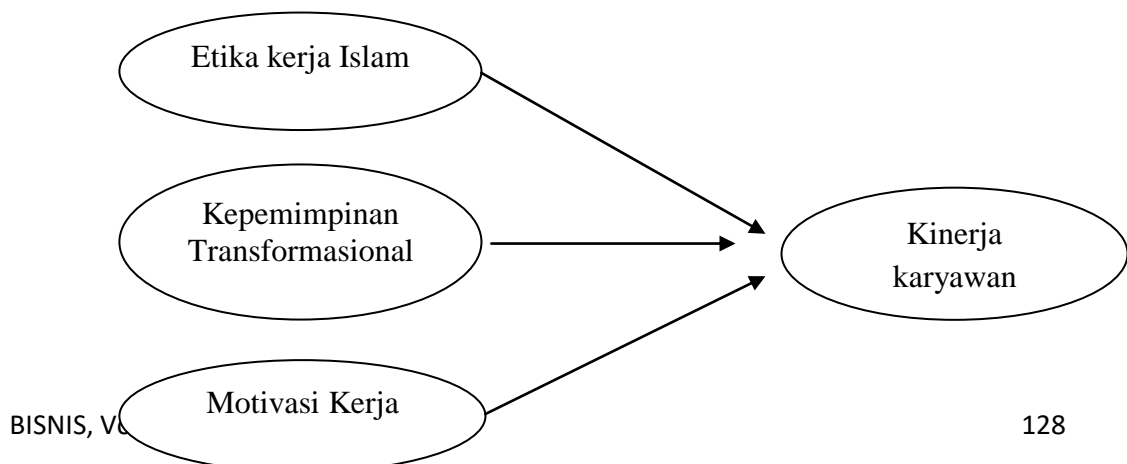 Etika kerja Islam
Kepemimpinan
Transformasional
Kinerja
karyawan
Motivasi Kerja
BISNIS,
128